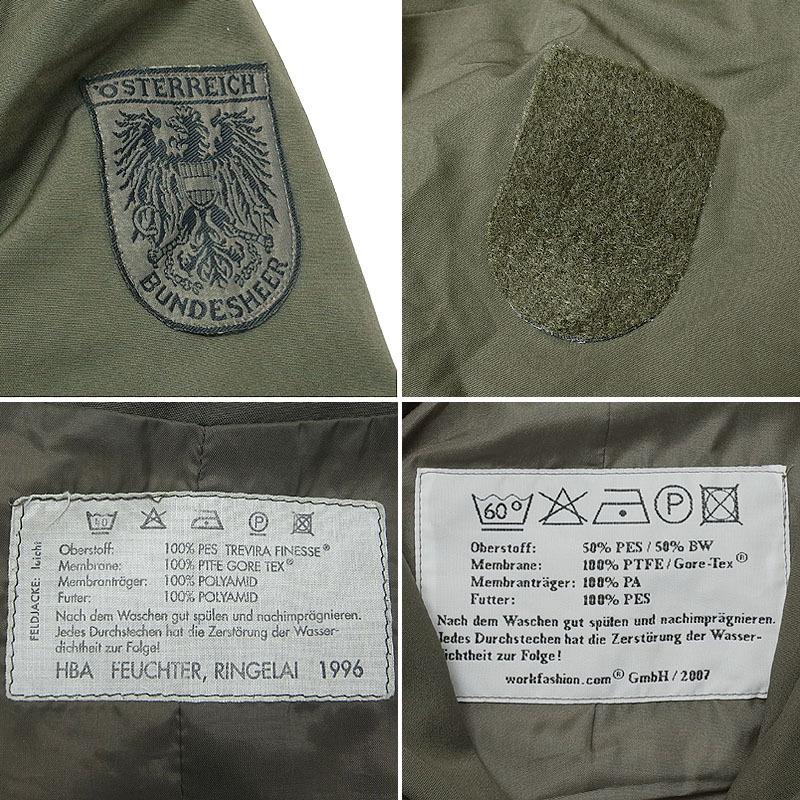 ÖSTERREICH
BUNDESHEER
FELDJACKE: leicht
Oberstoff: 100% PES TREVIRA FINESSE®
Membrane: 100% PTFE GORE TEX®
Membranträger: 100% POLYAMID
Futter: 100% POLYAMID
Nach dem Waschen gut spülen und nachimprägnieren.
Jedes Durchstechen hat die Zerstörung der Wasser-
dichtheit zur Folge!
HBA FEUCHTER, RINGELAI 1996
60° P
Oberstoff: 50% PES / 50% BW
Membrane: 100% PTFE / Gore-Tex®
Membranträger: 100% PA
Futter: 100% PES
Nach dem Waschen gut spülen und nachimprägnieren.
Jedes Durchstechen hat die Zerstörung der Wasser-
dichtheit zur Folge!
workfashion.com® GmbH / 2007